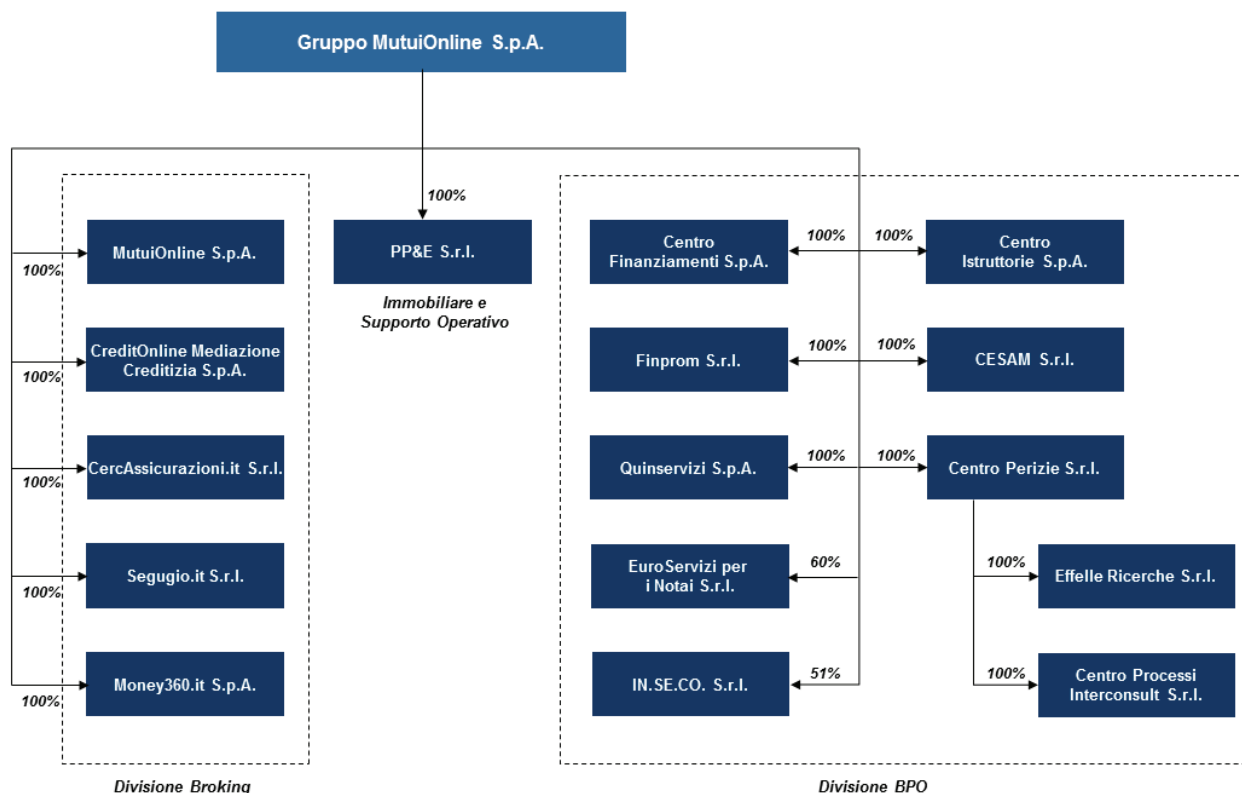 Gruppo MutuiOnline S.p.A.
100%
MutuiOnline S.p.A.
100%
PP&E S.r.l.
Immobiliare e
Supporto Operativo
Centro
Finanziamenti S.p.A.
100%
100%
Centro
Istruttorie S.p.A.
CreditOnline Mediazione
Creditizia S.p.A.
100%
Finprom S.r.l.
100%
100%
CESAM S.r.l.
CercAssicurazioni.it S.r.l.
100%
Quinservizi S.p.A.
100%
100%
Centro Perizie S.r.l.
Segugio.it S.r.l.
100%
EuroServizi per
i Notai S.r.l.
60%
100%
Effelle Ricerche S.r.l.
Money360.it S.p.A.
100%
IN.SE.CO. S.r.l.
51%
100%
Centro Processi
Interconsult S.r.l.
Divisione Broking
Divisione BPO